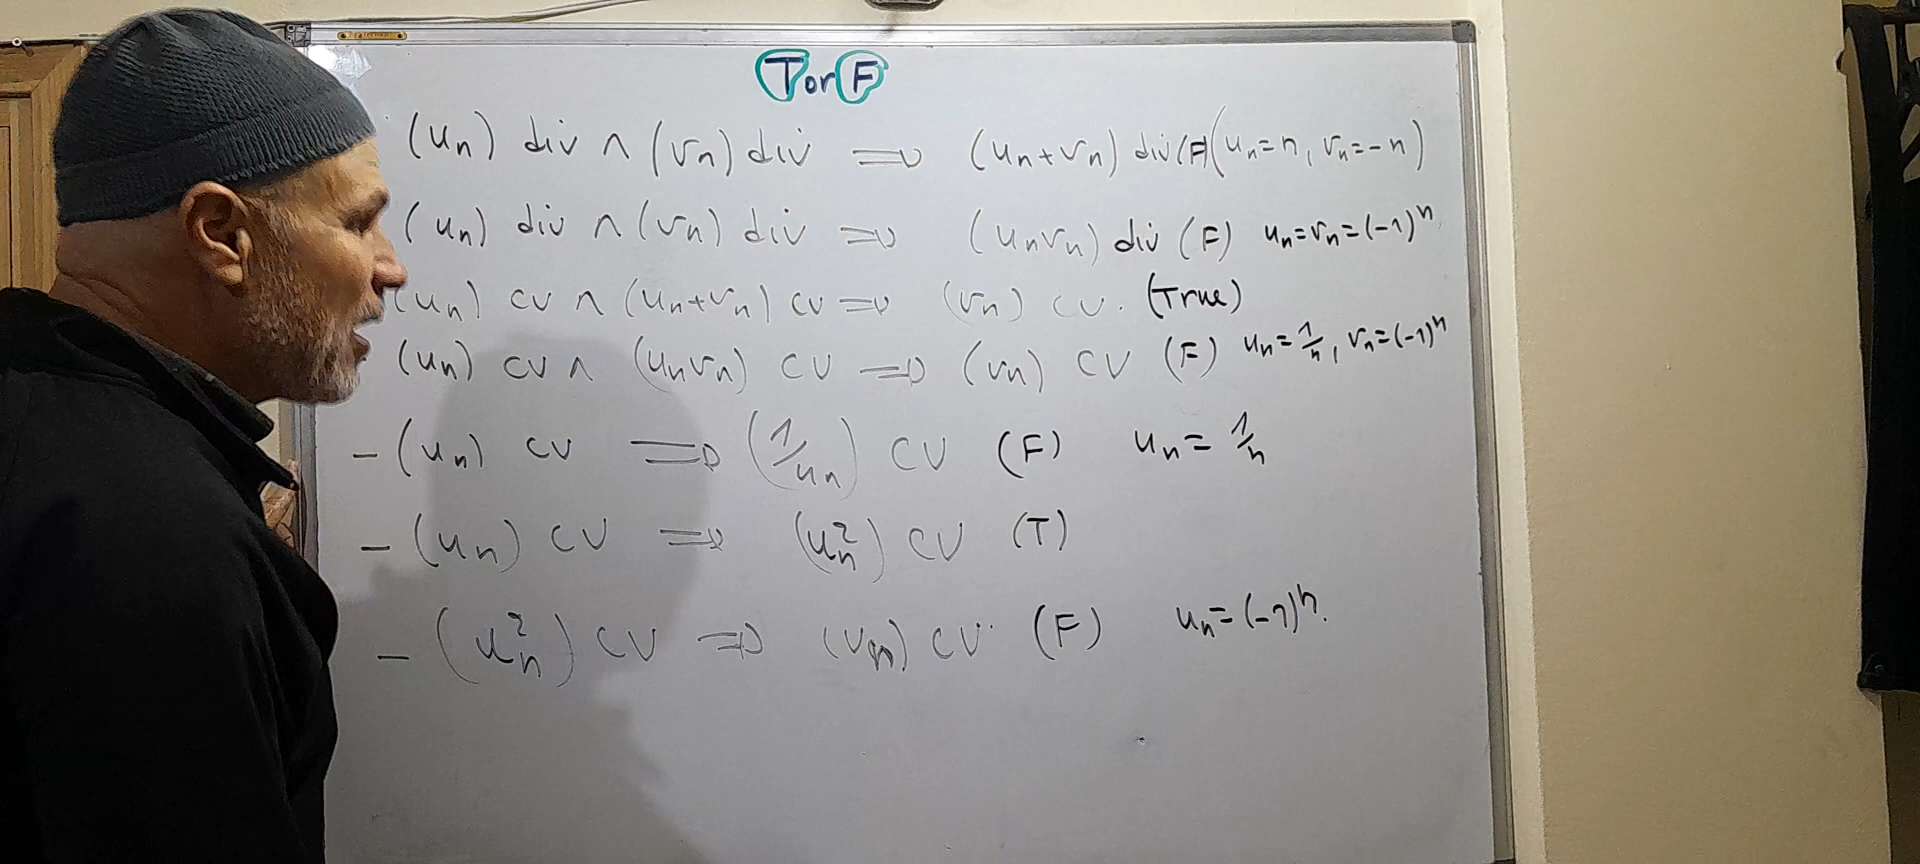 T or F
(uₙ) div ∧ (vₙ) div ⇒ (uₙ+vₙ) div (F) (uₙ=n, vₙ=-n)
(uₙ) div ∧ (vₙ) div ⇒ (uₙvₙ) div (F) uₙ=vₙ=(-1)ⁿ
(uₙ) CV ∧ (uₙ+vₙ) CV ⇒ (vₙ) CV. (True)
- (uₙ) CV ∧ (uₙvₙ) CV ⇒ (vₙ) CV (F) uₙ=1/n, vₙ=(-1)ⁿ
- (uₙ) CV ⇒ (1/uₙ) CV (F) uₙ = 1/n
- (uₙ) CV ⇒ (uₙ²) CV (T)
- (uₙ²) CV ⇒ (uₙ) CV. (F) uₙ=(-1)ⁿ.